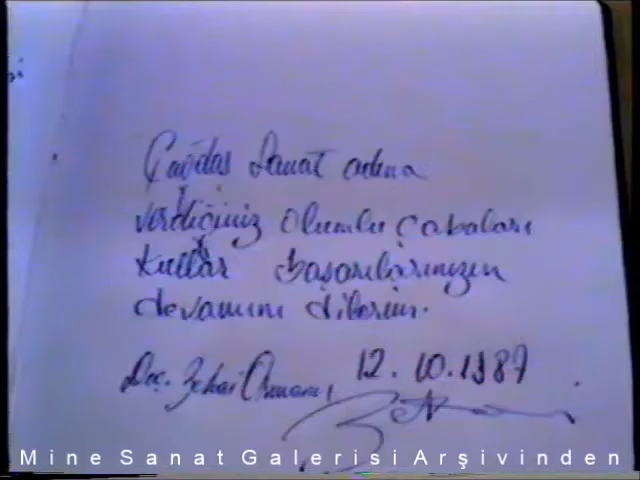 Çağdaş Sanat adına
verdiğiniz olumlu çabaları
kutlar başarılarınızın
devamını dilerim.
Doç. Zekai Ormancı 12.10.1987
Mine Sanat Galerisi Arşivinden